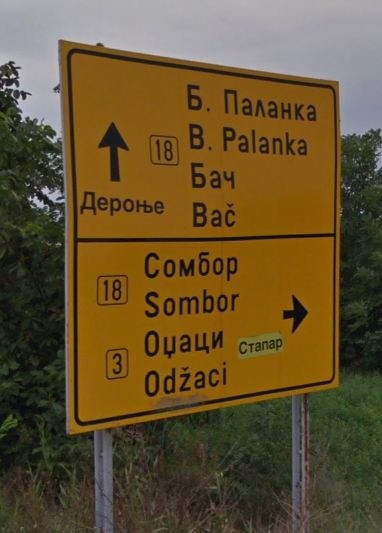 Б. Паланка
18 B. Palanka
Бач
Дероње
Bač
Сомбор
18
Sombor
Оџаци Стапар
3
Odžaci